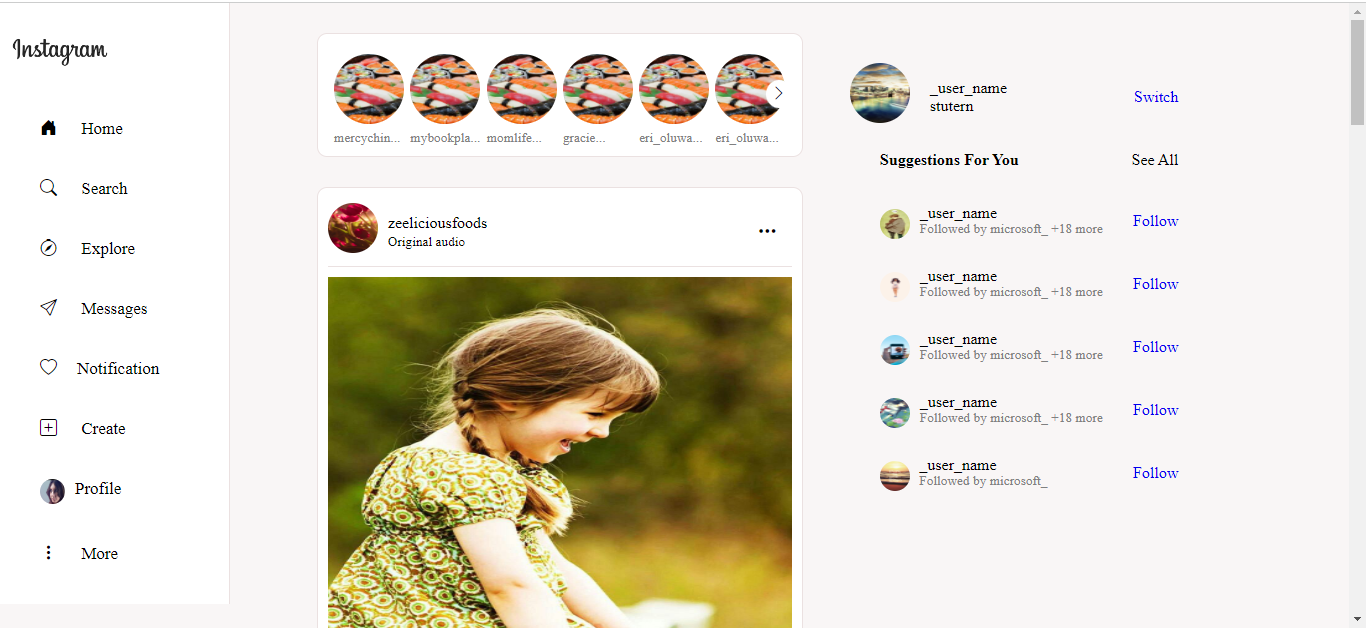 Instagram
Home
Search
Explore
Messages
Notification
Create
Profile
More
mercychin... mybookpla... momlife... gracie... eri_oluwa... eri_oluwa...
zeeliciousfoods
Original audio
_user_name
stutern
Switch
Suggestions For You See All
_user_name
Followed by microsoft_ +18 more
Follow
_user_name
Followed by microsoft_ +18 more
Follow
_user_name
Followed by microsoft_ +18 more
Follow
_user_name
Followed by microsoft_ +18 more
Follow
_user_name
Followed by microsoft_
Follow